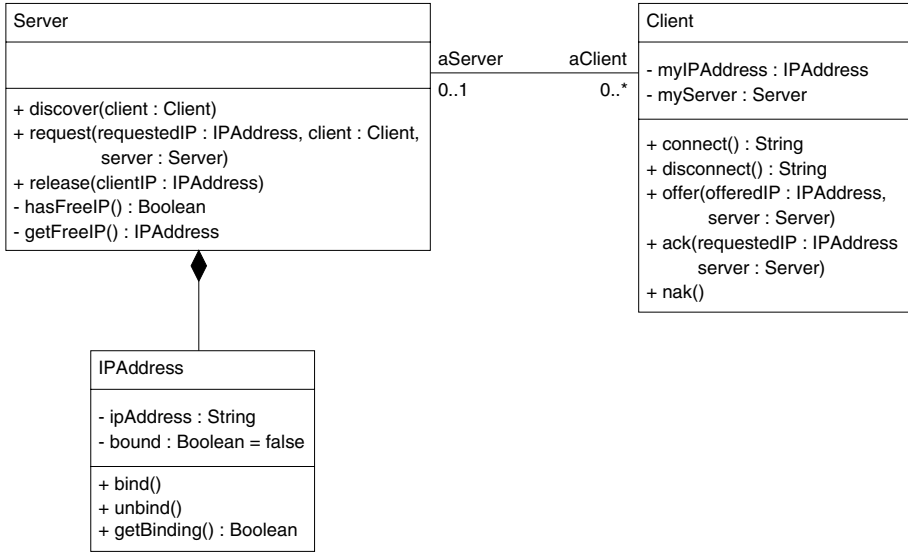 Server
+ discover(client : Client)
+ request(requestedIP : IPAddress, client : Client,
server : Server)
+ release(clientIP : IPAddress)
- hasFreeIP() : Boolean
- getFreeIP() : IPAddress
aServer
aClient
0..1
0..*
Client
- myIPAddress : IPAddress
- myServer : Server
+ connect() : String
+ disconnect() : String
+ offer(offeredIP : IPAddress,
server : Server)
+ ack(requestedIP : IPAddress
server : Server)
+ nak()
IPAddress
- ipAddress : String
- bound : Boolean = false
+ bind()
+ unbind()
+ getBinding() : Boolean